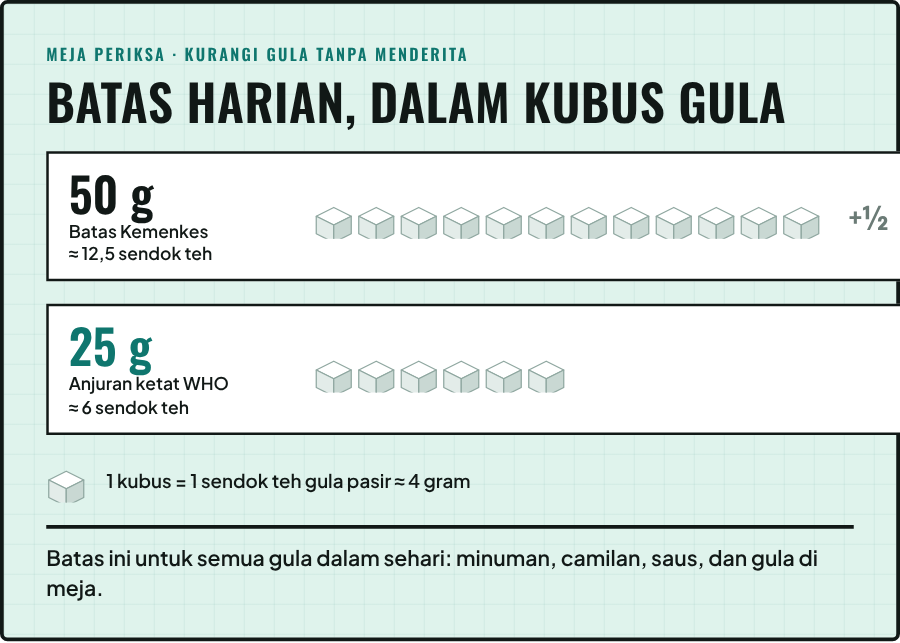 MEJA PERIKSA · KURANGI GULA TANPA MENDERITA
BATAS HARIAN, DALAM KUBUS GULA
50 g
Batas Kemenkes
≈ 12,5 sendok teh
+½
25 g
Anjuran ketat WHO
≈ 6 sendok teh
1 kubus = 1 sendok teh gula pasir ≈ 4 gram
Batas ini untuk semua gula dalam sehari: minuman, camilan, saus, dan gula di
meja.